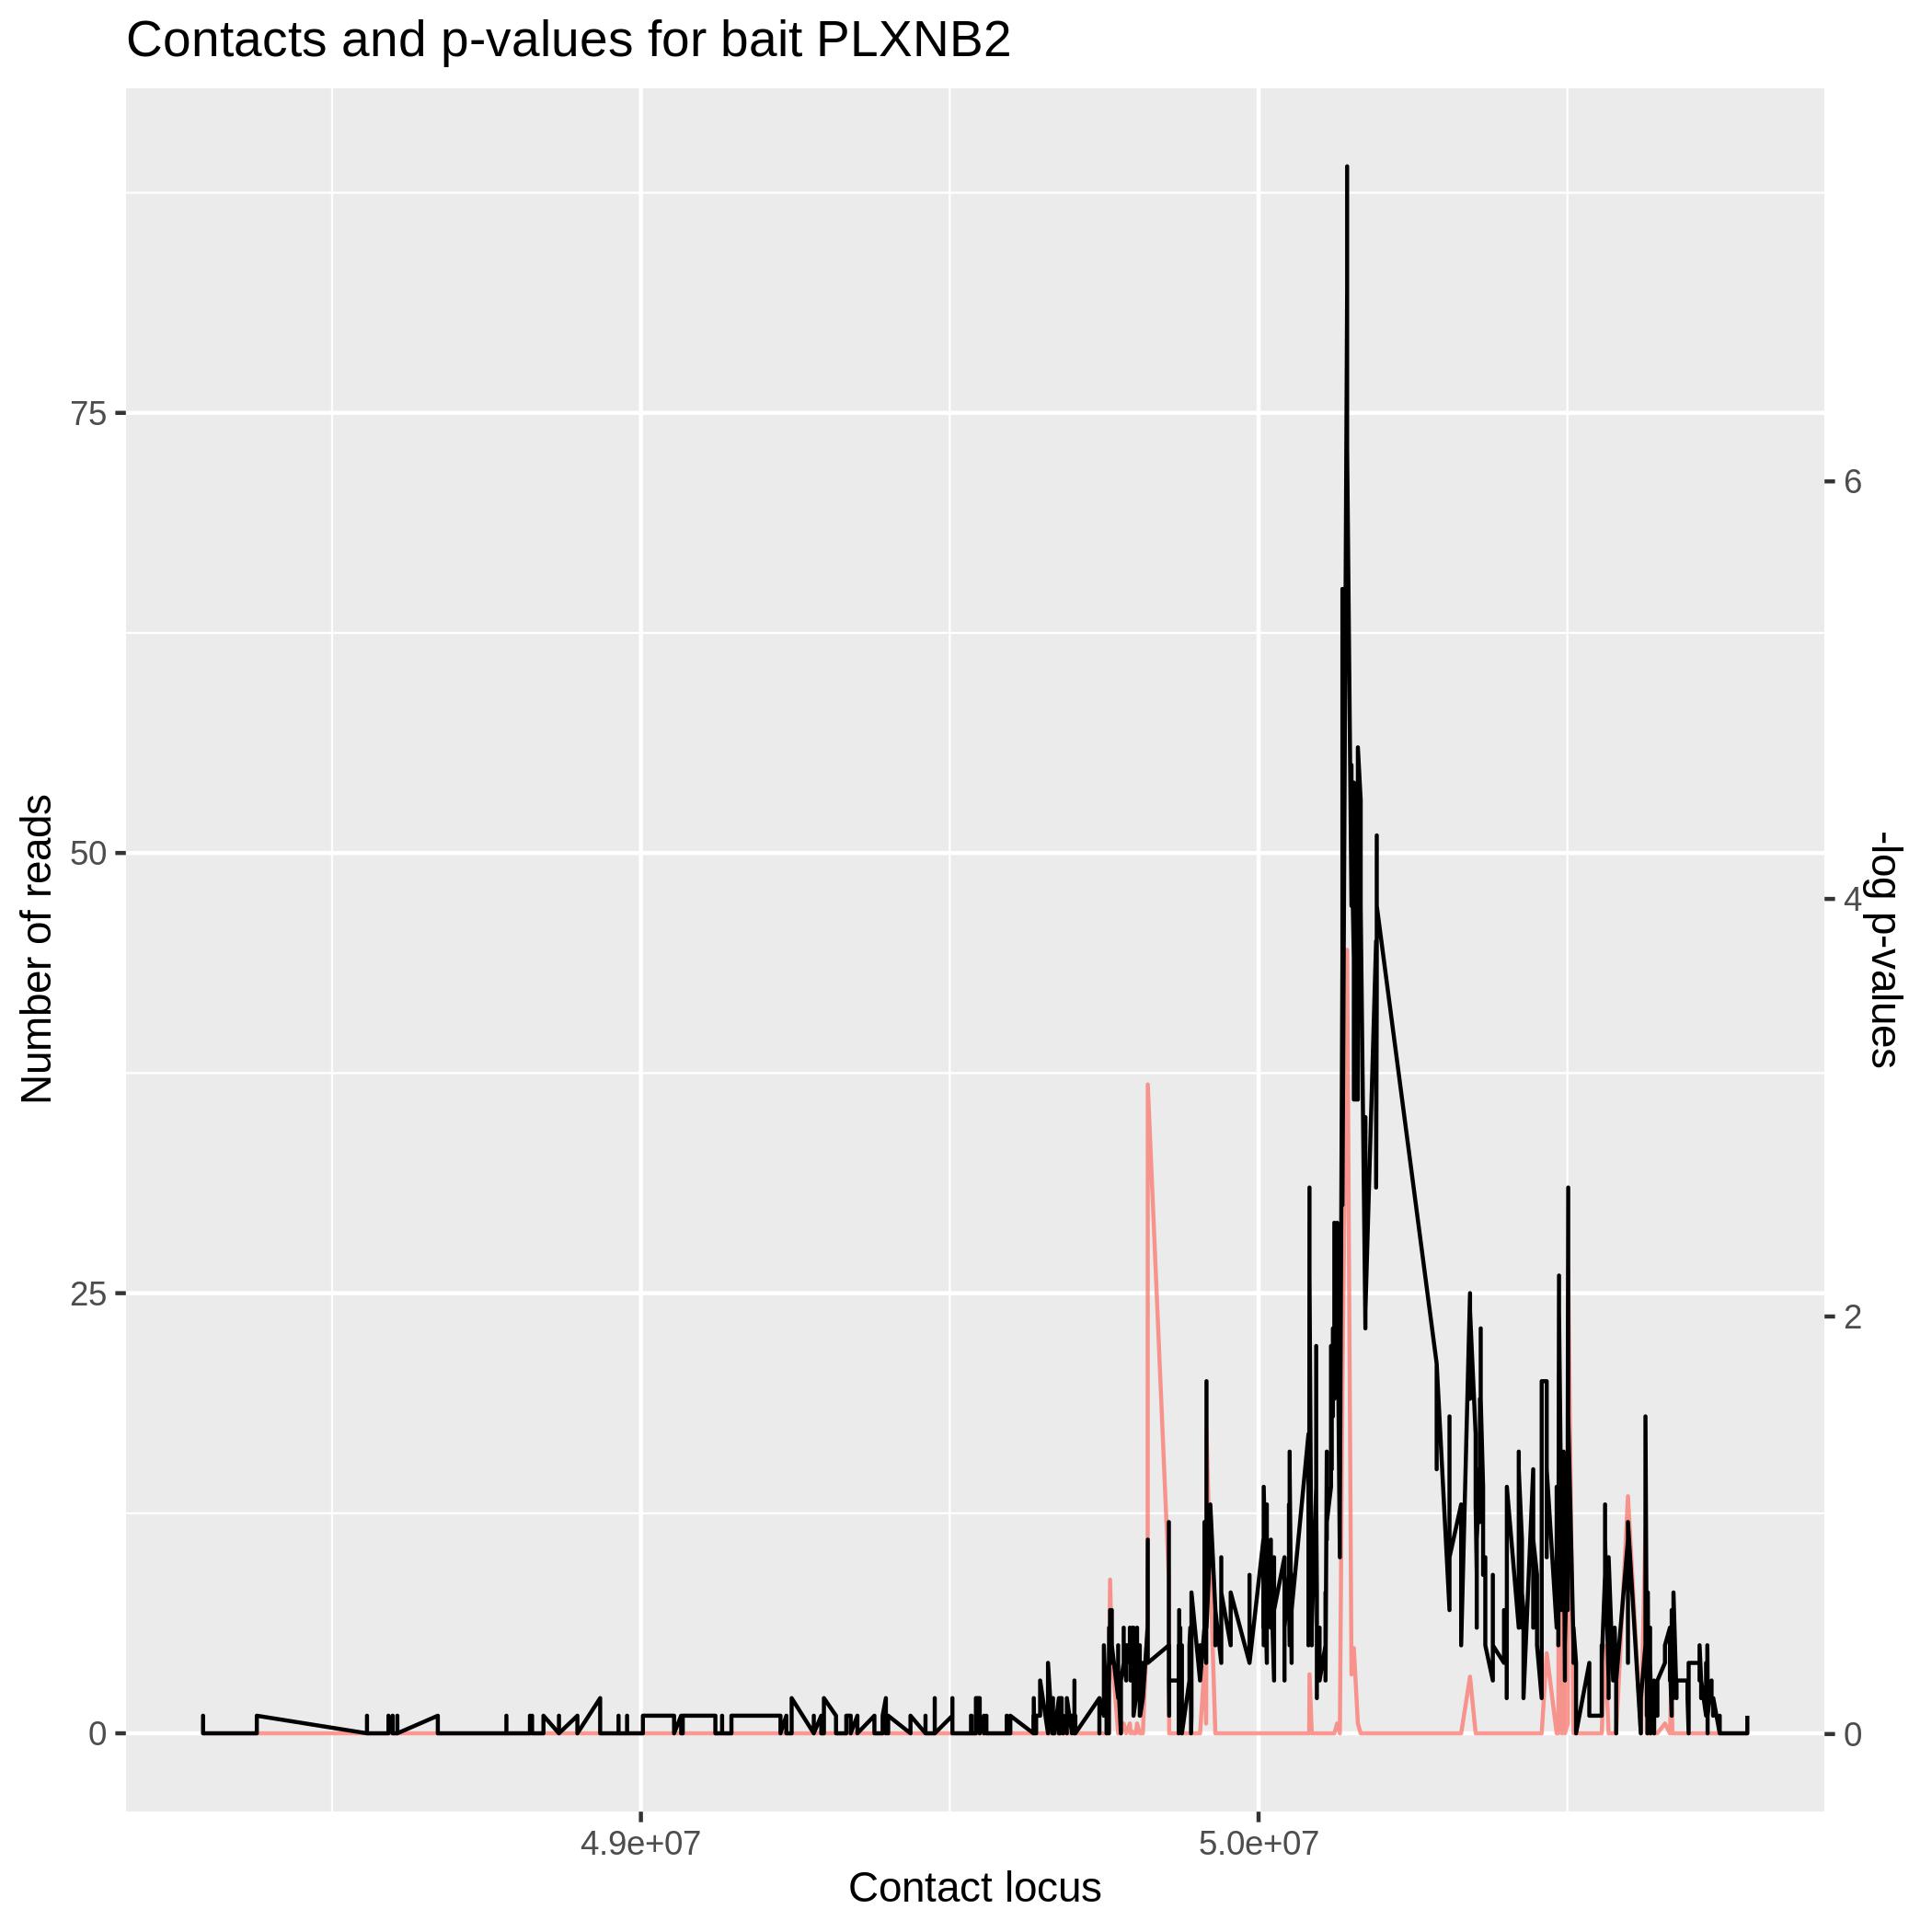 Contacts and p-values for bait PLXNB2
75
50
25
0
6
4
2
0
Number of reads
-log p-values
4.9e+07
5.0e+07
Contact locus